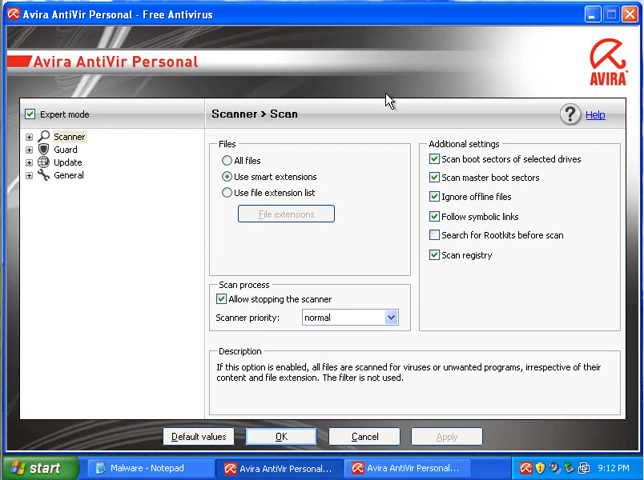 Avira AntiVir Personal - Free Antivirus
Avira AntiVir Personal
AVIRA
Expert mode
Scanner > Scan
? Help
Scanner
Guard
Update
General
Files
All files
Use smart extensions
Use file extension list
File extensions
Additional settings
Scan boot sectors of selected drives
Scan master boot sectors
Ignore offline files
Follow symbolic links
Search for Rootkits before scan
Scan registry
Scan process
Allow stopping the scanner
Scanner priority: normal
Description
If this option is enabled, all files are scanned for viruses or unwanted programs, irrespective of their
content and file extension. The filter is not used.
Default values OK Cancel Apply
start Malware - Notepad Avira AntiVir Personal... Avira AntiVir Personal... 9:12 PM